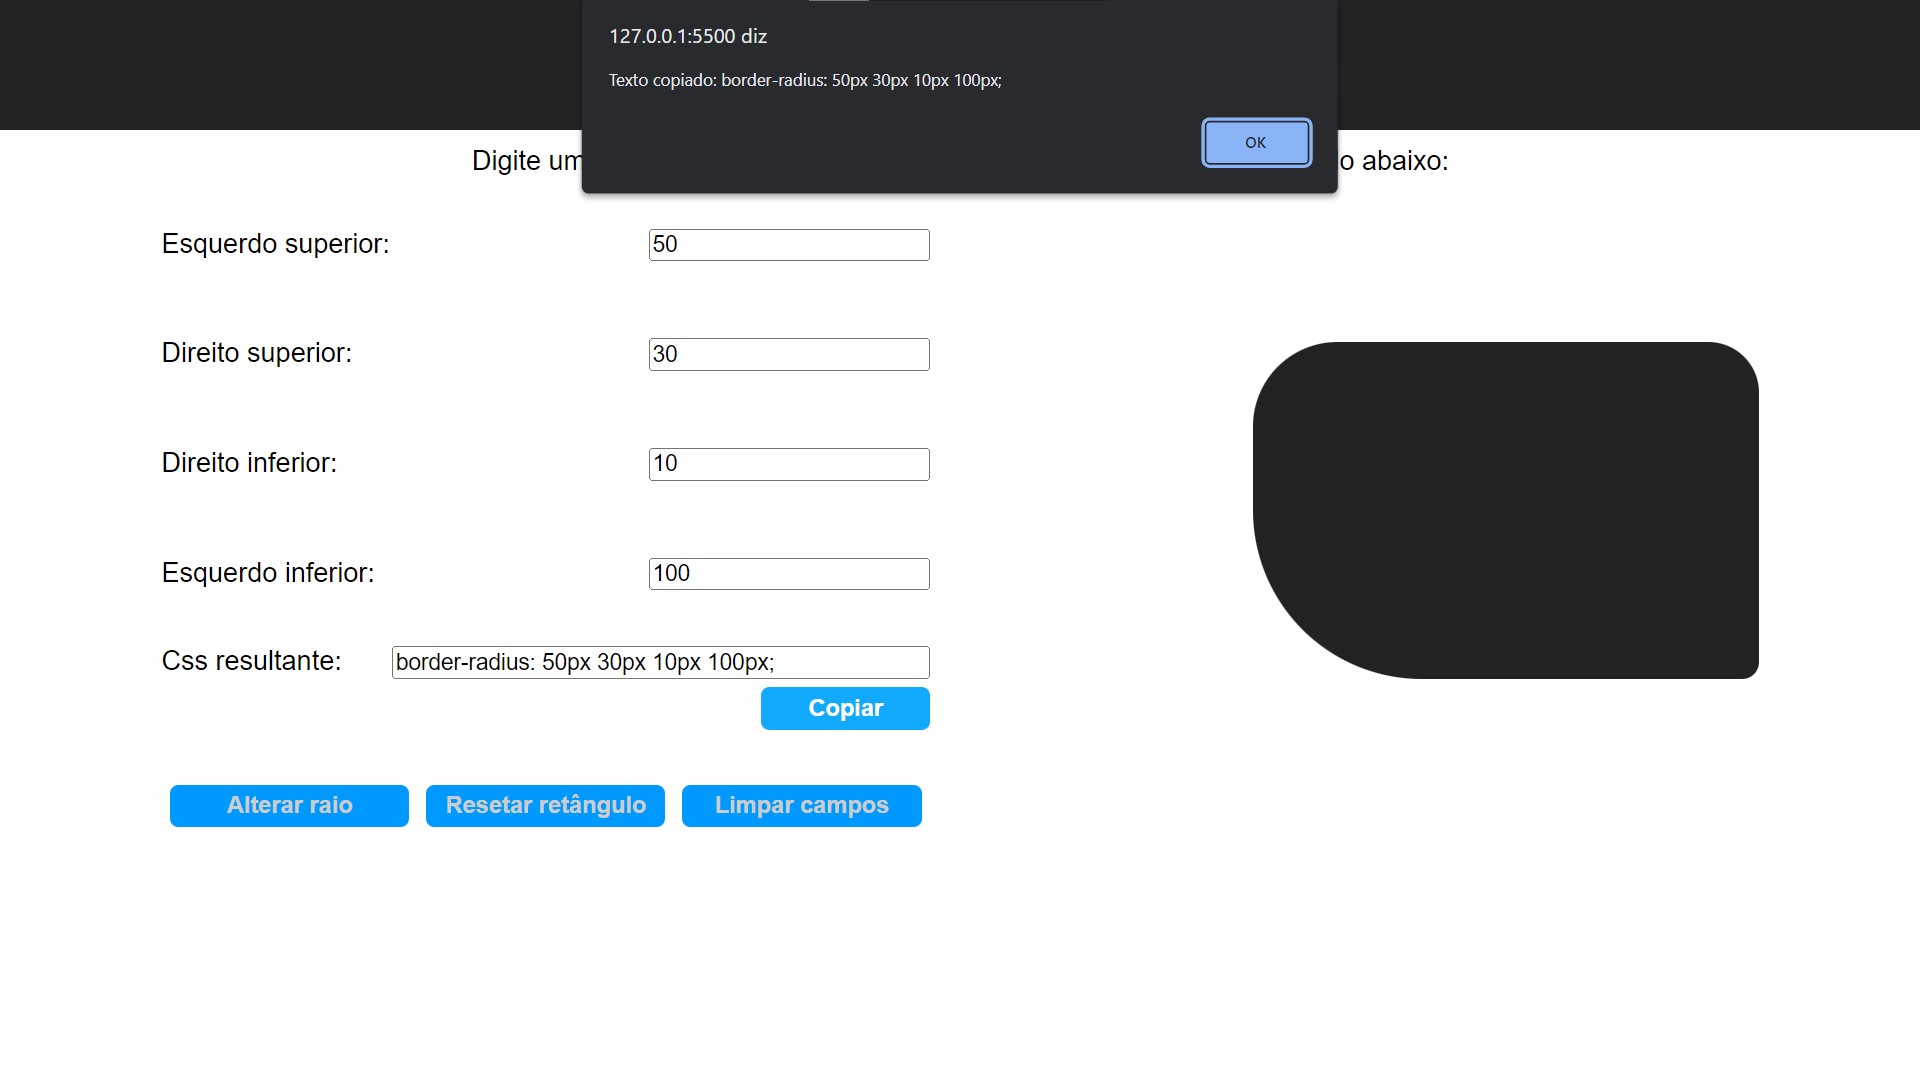 127.0.0.1:5500 diz
Texto copiado: border-radius: 50px 30px 10px 100px;
OK
Digite um
o abaixo:
Esquerdo superior:
50
Direito superior:
30
Direito inferior:
10
Esquerdo inferior:
100
Css resultante:
border-radius: 50px 30px 10px 100px;
Copiar
Alterar raio
Resetar retângulo
Limpar campos